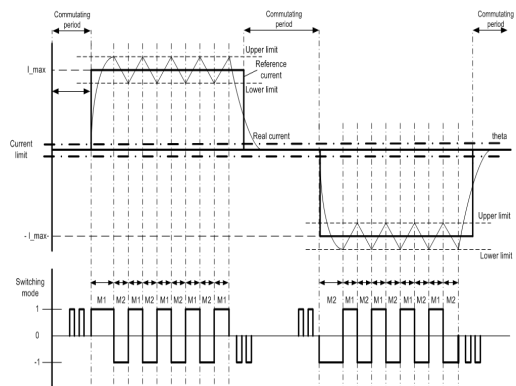 Commutating
period
Commutating
period
Commutating
period
Upper limit
I_max
Reference
current
Lower limit
Current
limit
Real current
theta
Upper limit
- I_max
Lower limit
Switching
mode
M1 M2 M1 M2 M1 M2 M1 M2 M1
M2 M1 M2 M1 M2 M1 M2 M1 M2
1
0
-1